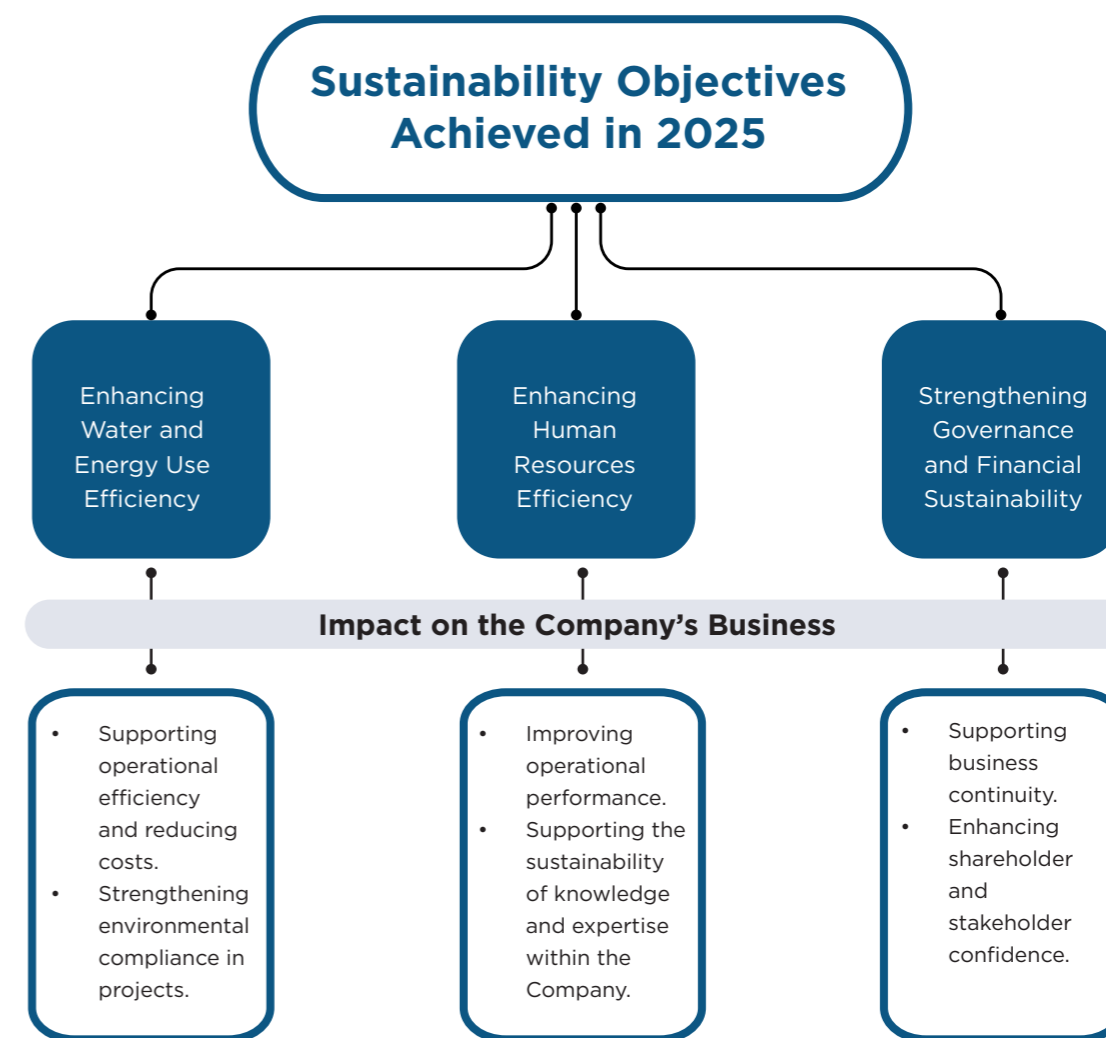 Sustainability Objectives
Achieved in 2025
Enhancing
Water and
Energy Use
Efficiency
Enhancing
Human
Resources
Efficiency
Strengthening
Governance
and Financial
Sustainability
Impact on the Company’s Business
• Supporting
operational
efficiency
and reducing
costs.
• Strengthening
environmental
compliance in
projects.
• Improving
operational
performance.
• Supporting the
sustainability
of knowledge
and expertise
within the
Company.
• Supporting
business
continuity.
• Enhancing
shareholder
and
stakeholder
confidence.